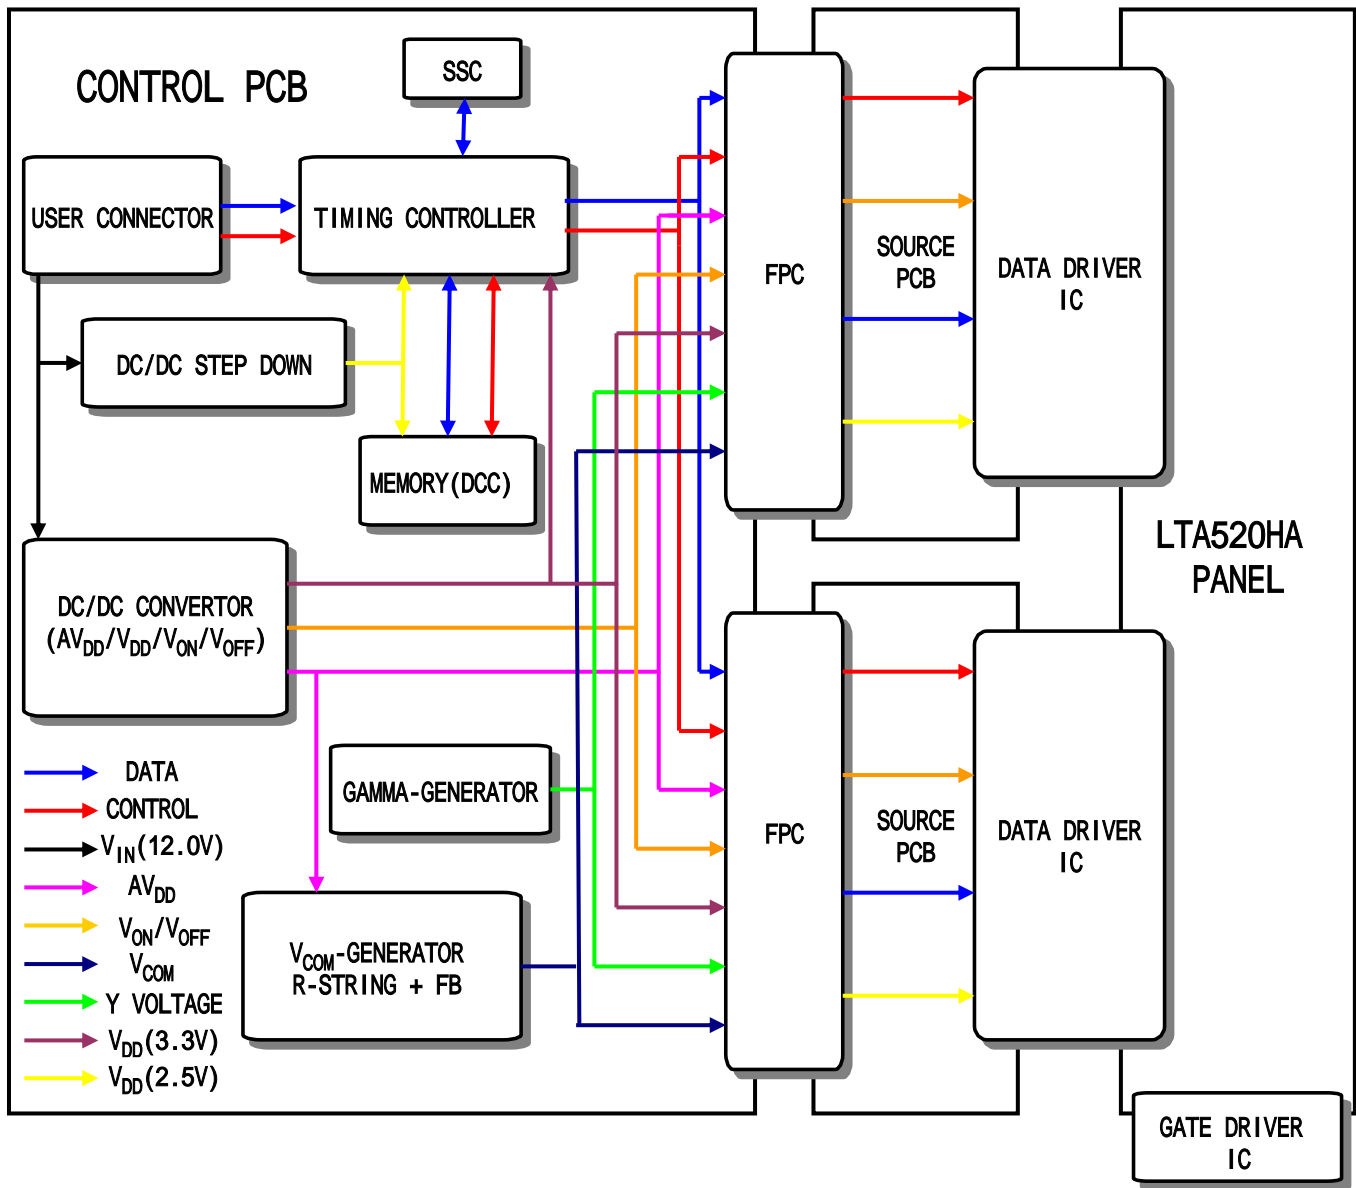 CONTROL PCB
SSC
USER CONNECTOR
TIMING CONTROLLER
DC/DC STEP DOWN
MEMORY(DCC)
DC/DC CONVERTOR
(AVDD/VDD/VON/VOFF)
GAMMA-GENERATOR
VCOM-GENERATOR
R-STRING + FB
DATA
CONTROL
VIN(12.0V)
AVDD
VON/VOFF
VCOM
Y VOLTAGE
VDD(3.3V)
VDD(2.5V)
FPC
SOURCE
PCB
DATA DRIVER
IC
FPC
SOURCE
PCB
DATA DRIVER
IC
LTA520HA
PANEL
GATE DRIVER
IC